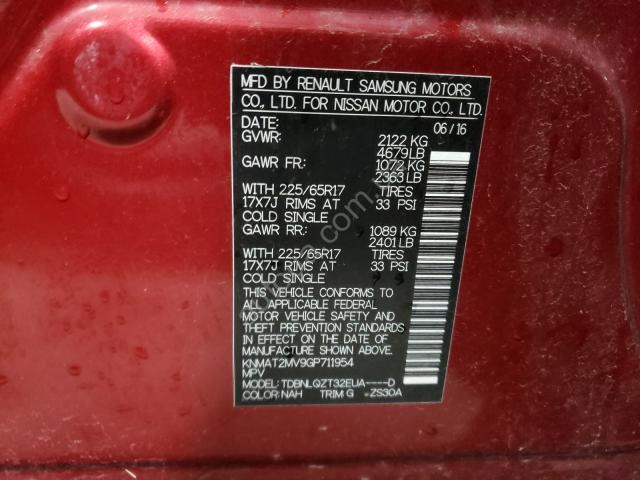 MFD BY RENAULT SAMSUNG MOTORS
CO., LTD. FOR NISSAN MOTOR CO., LTD.
DATE: 06/16
GVWR: 2122 KG
4679LB
GAWR FR: 1072 KG
2363 LB
WITH 225/65R17 TIRES
17X7J RIMS AT 33 PSI
COLD SINGLE
GAWR RR: 1089 KG
2401 LB
WITH 225/65R17 TIRES
17X7J RIMS AT 33 PSI
COLD SINGLE
THIS VEHICLE CONFORMS TO
ALL APPLICABLE FEDERAL
MOTOR VEHICLE SAFETY AND
THEFT PREVENTION STANDARDS
IN EFFECT ON THE DATE OF
MANUFACTURE SHOWN ABOVE.
KNMAT2MV9GP711954
MPV
MODEL: TDBNLQZT32EUA----D
COLOR: NAH TRIM: G ZS30A